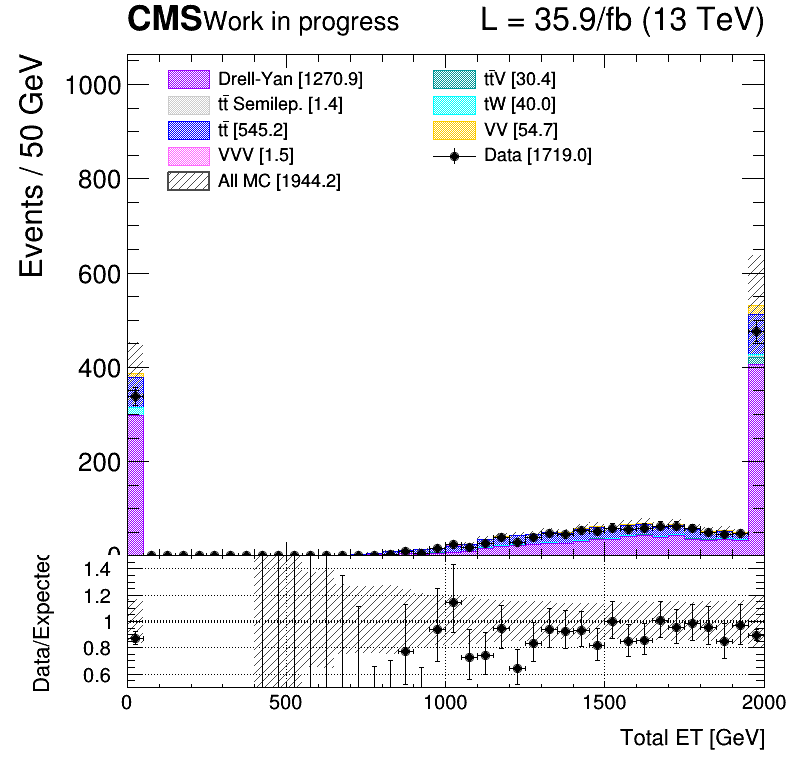 CMS Work in progress L = 35.9/fb (13 TeV)
Events / 50 GeV
1000
800
600
400
200
0
Drell-Yan [1270.9]
tt̄ Semilep. [1.4]
tt̄ [545.2]
VVV [1.5]
All MC [1944.2]
tt̄V [30.4]
tW [40.0]
VV [54.7]
Data [1719.0]
Data/Expected
1.4
1.2
1
0.8
0.6
0 500 1000 1500 2000
Total ET [GeV]